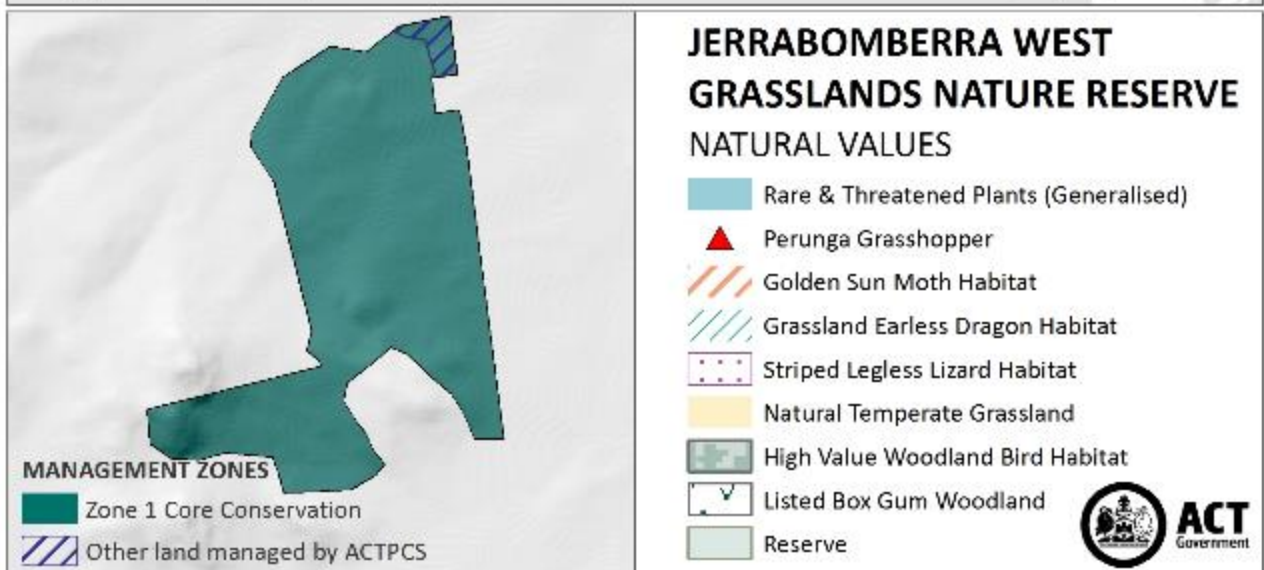 JERRABOMBERRA WEST
GRASSLANDS NATURE RESERVE
NATURAL VALUES
Rare & Threatened Plants (Generalised)
Perunga Grasshopper
Golden Sun Moth Habitat
Grassland Earless Dragon Habitat
Striped Legless Lizard Habitat
Natural Temperate Grassland
High Value Woodland Bird Habitat
Listed Box Gum Woodland
Reserve
MANAGEMENT ZONES
Zone 1 Core Conservation
Other land managed by ACTPCS
ACT
Government